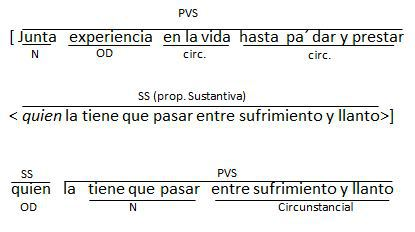 PVS
[ Junta experiencia en la vida hasta pa´ dar y prestar
N OD circ. circ.
SS (prop. Sustantiva)
< quien la tiene que pasar entre sufrimiento y llanto>]
SS PVS
quien la tiene que pasar entre sufrimiento y llanto
OD N Circunstancial